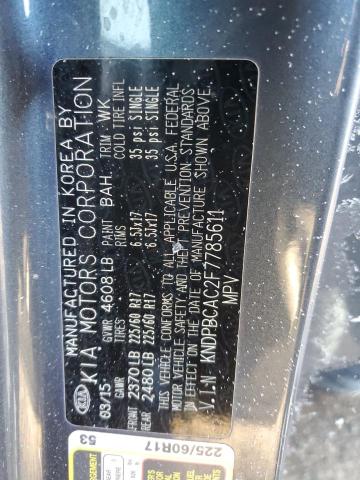 MANUFACTURED IN KOREA BY
KIA KIA MOTORS CORPORATION
03/15 GVWR 4608LB PAINT BAH, TRIM WK
GAWR TIRES RIMS COLD TIRE INFL
FRONT 2370LB 225/60 R17 6.5Jx17 35 psi SINGLE
REAR 2480LB 225/60 R17 6.5Jx17 35 psi SINGLE
THIS VEHICLE CONFORMS TO ALL APPLICABLE U.S.A. FEDERAL
MOTOR VEHICLE SAFETY AND THEFT PREVENTION STANDARDS
IN EFFECT ON THE DATE OF MANUFACTURE SHOWN ABOVE.
V.I.N: KNDPBCAC2F7785611
MPV
53
225/60R17